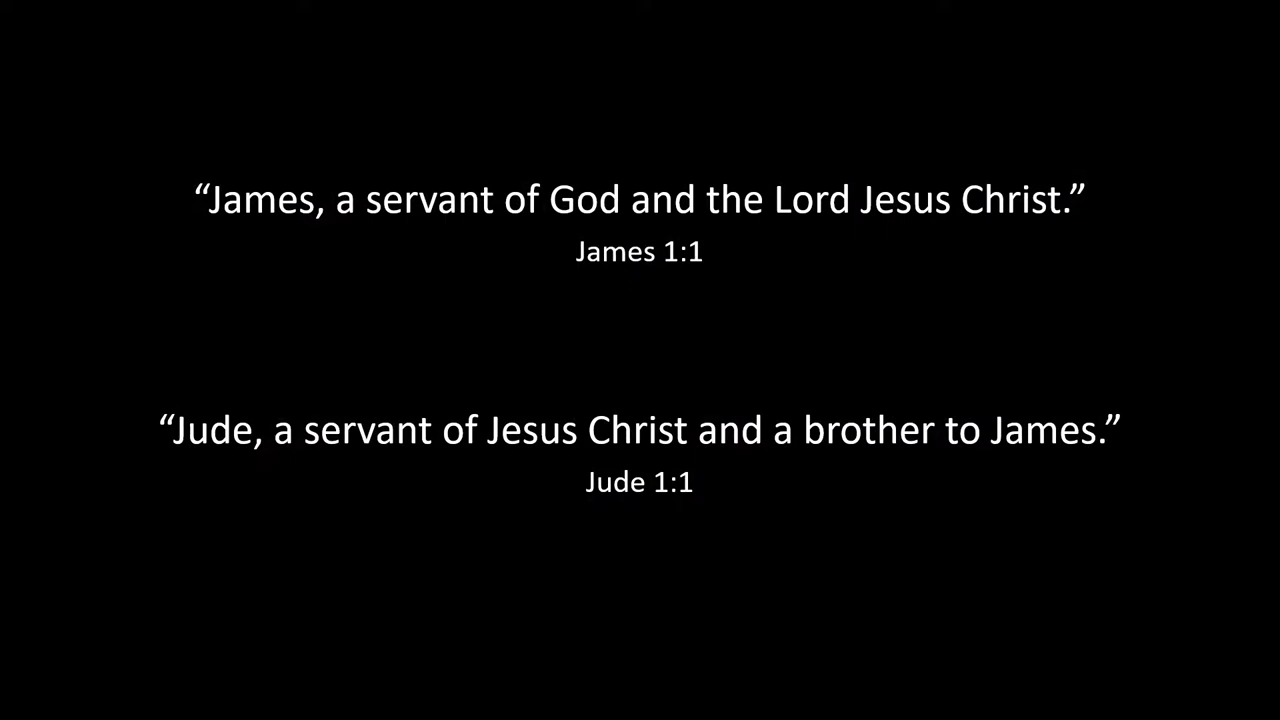 “James, a servant of God and the Lord Jesus Christ.”
James 1:1
“Jude, a servant of Jesus Christ and a brother to James.”
Jude 1:1